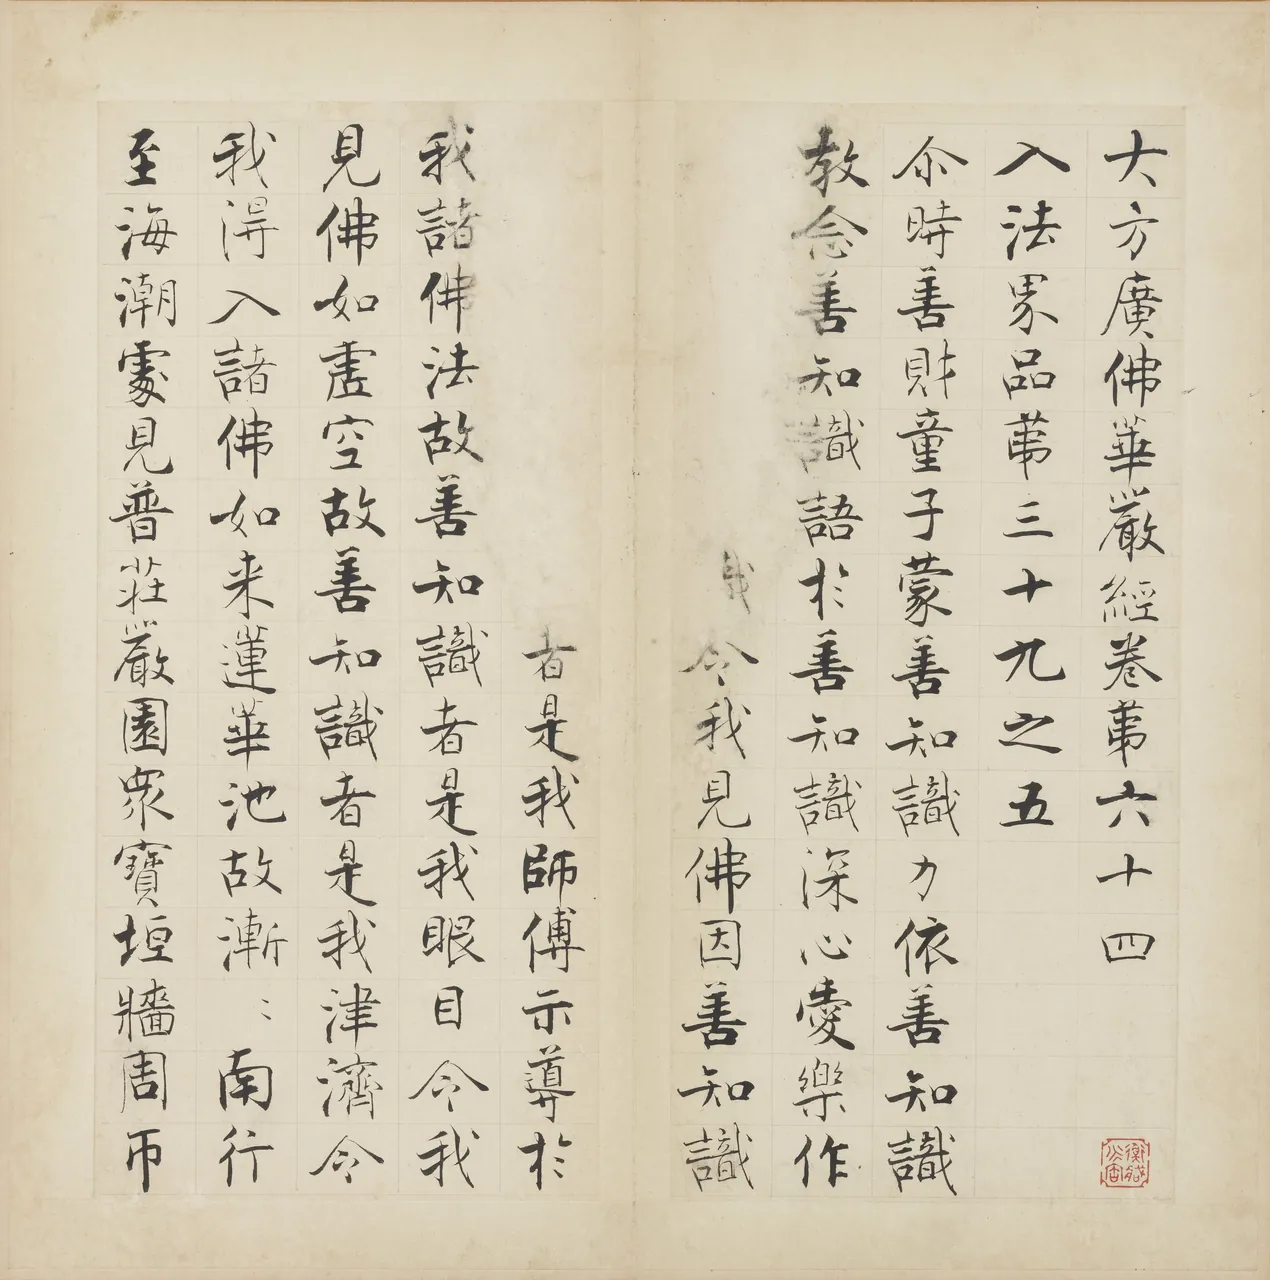 大方廣佛華嚴經卷第六十四
入法界品第三十九之五
尒時善財童子蒙善知識力依善知識
教念善知識語於善知識深心愛樂作
我令我見佛因善知識
者是我師傅示導於
我諸佛法故善知識者是我眼目令我
見佛如虛空故善知識者是我津濟令
我得入諸佛如来蓮華池故漸〻南行
至海潮處見普莊嚴園眾寶垣牆周帀